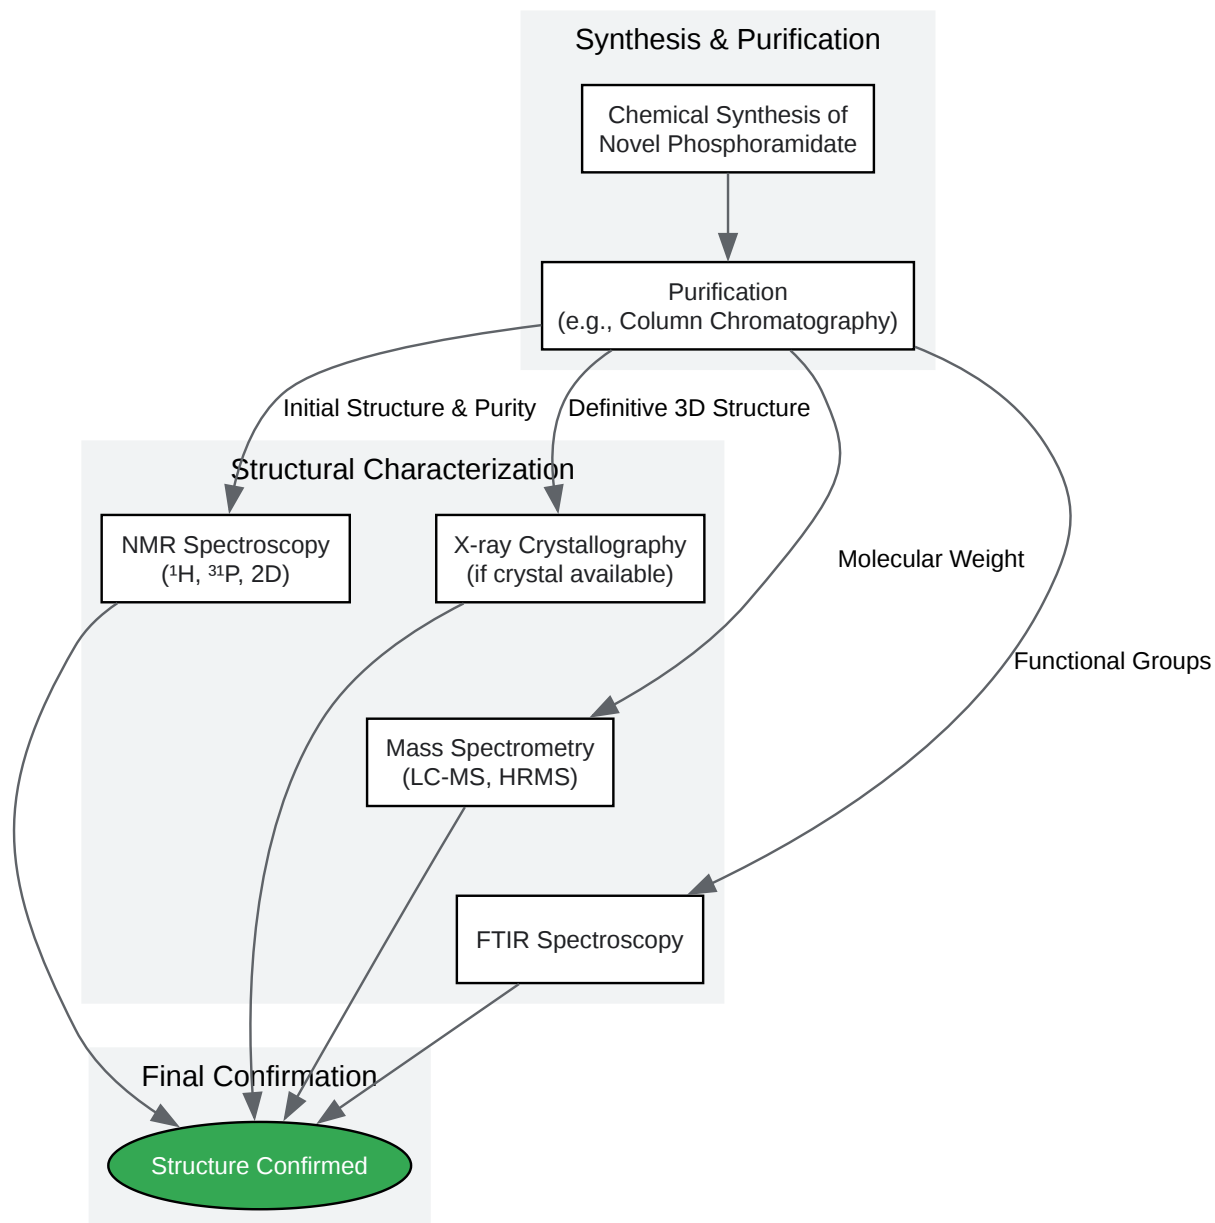 Synthesis & Purification
Chemical Synthesis of
Novel Phosphoramidate
Purification
(e.g., Column Chromatography)
Initial Structure & Purity
Definitive 3D Structure
Structural Characterization
NMR Spectroscopy
(¹H, ³¹P, 2D)
X-ray Crystallography
(if crystal available)
Molecular Weight
Functional Groups
Mass Spectrometry
(LC-MS, HRMS)
FTIR Spectroscopy
Final Confirmation
Structure Confirmed